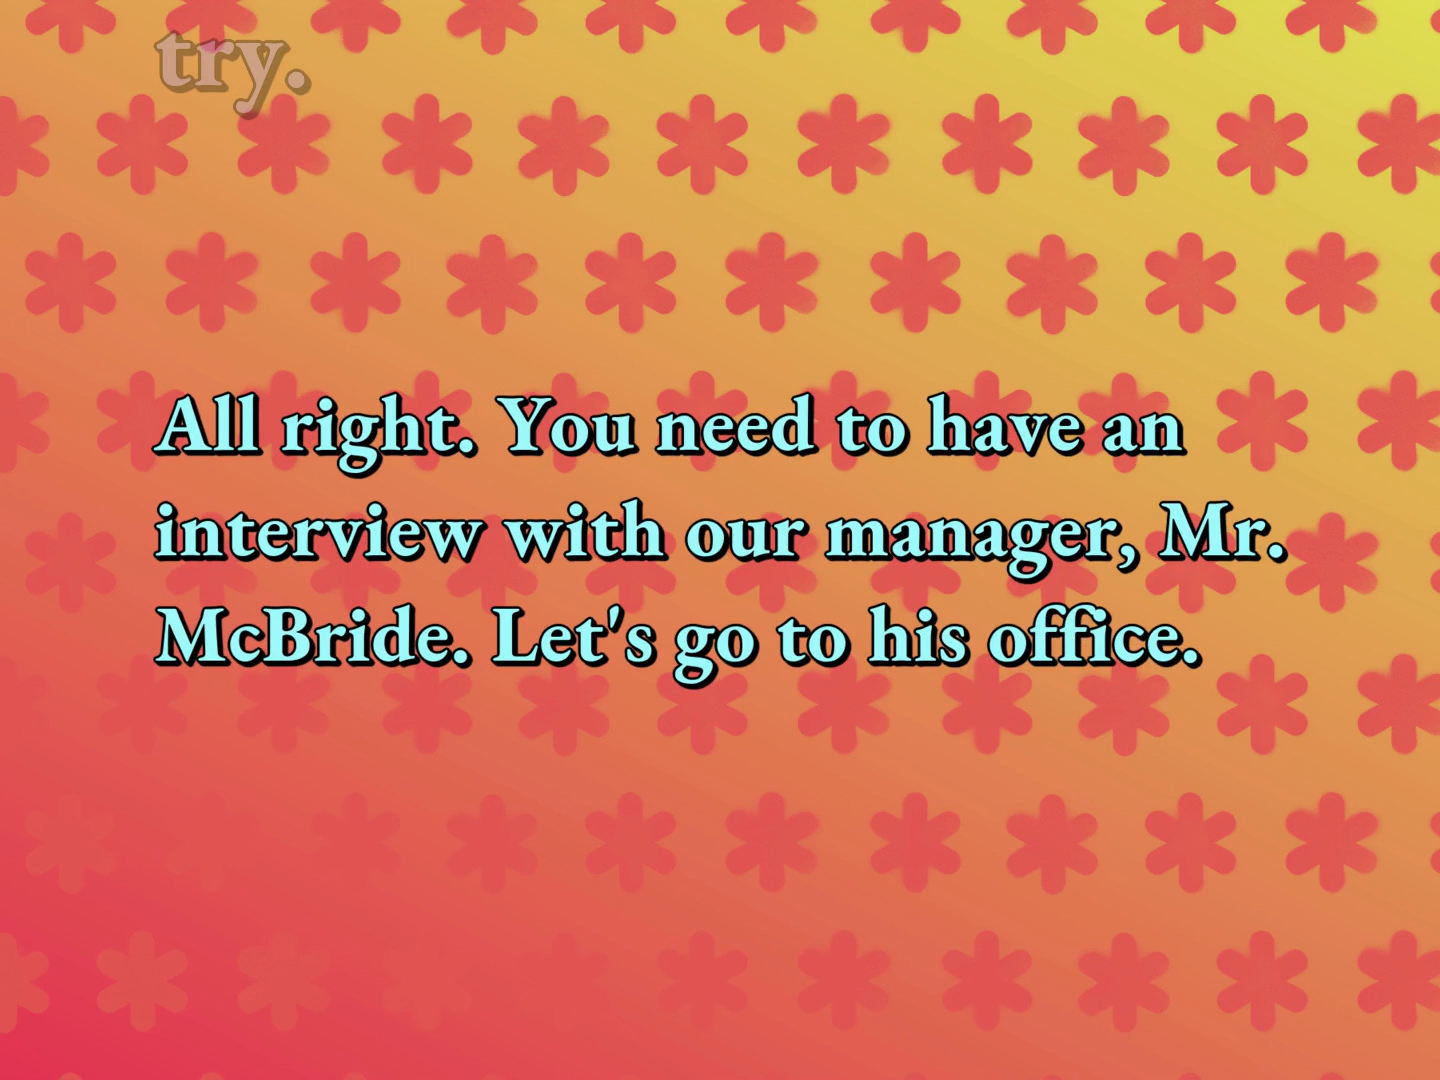 try.
All right. You need to have an
interview with our manager, Mr.
McBride. Let's go to his office.